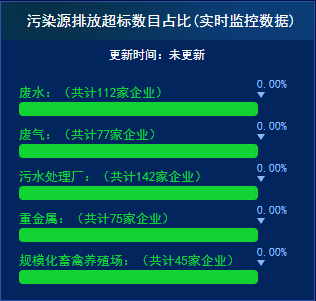 污染源排放超标数目占比(实时监控数据)
更新时间：未更新
0.00%
废水：（共计112家企业）
0.00%
废气：（共计77家企业）
0.00%
污水处理厂：（共计142家企业）
0.00%
重金属：（共计75家企业）
0.00%
规模化畜禽养殖场：（共计45家企业）